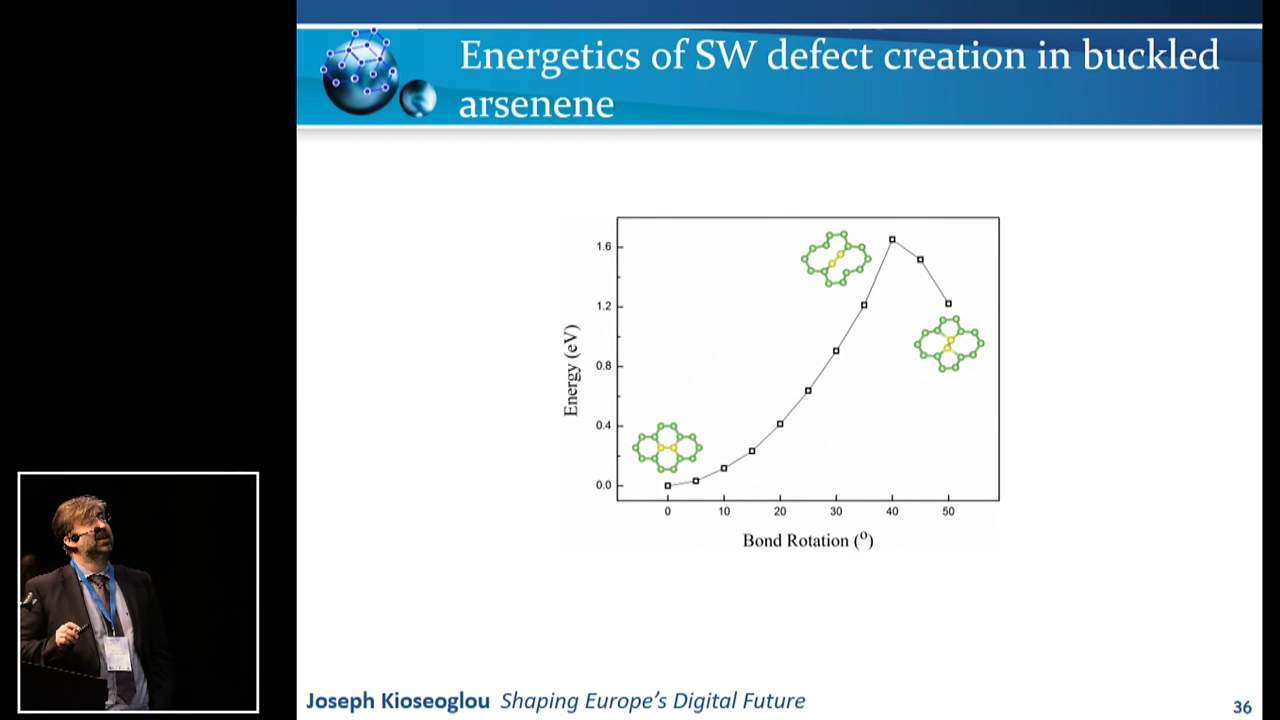 Energetics of SW defect creation in buckled
arsenene
Energy (eV)
1.6
1.2
0.8
0.4
0.0
0
10
20
30
40
50
Bond Rotation (⁰)
Joseph Kioseoglou Shaping Europe's Digital Future
36